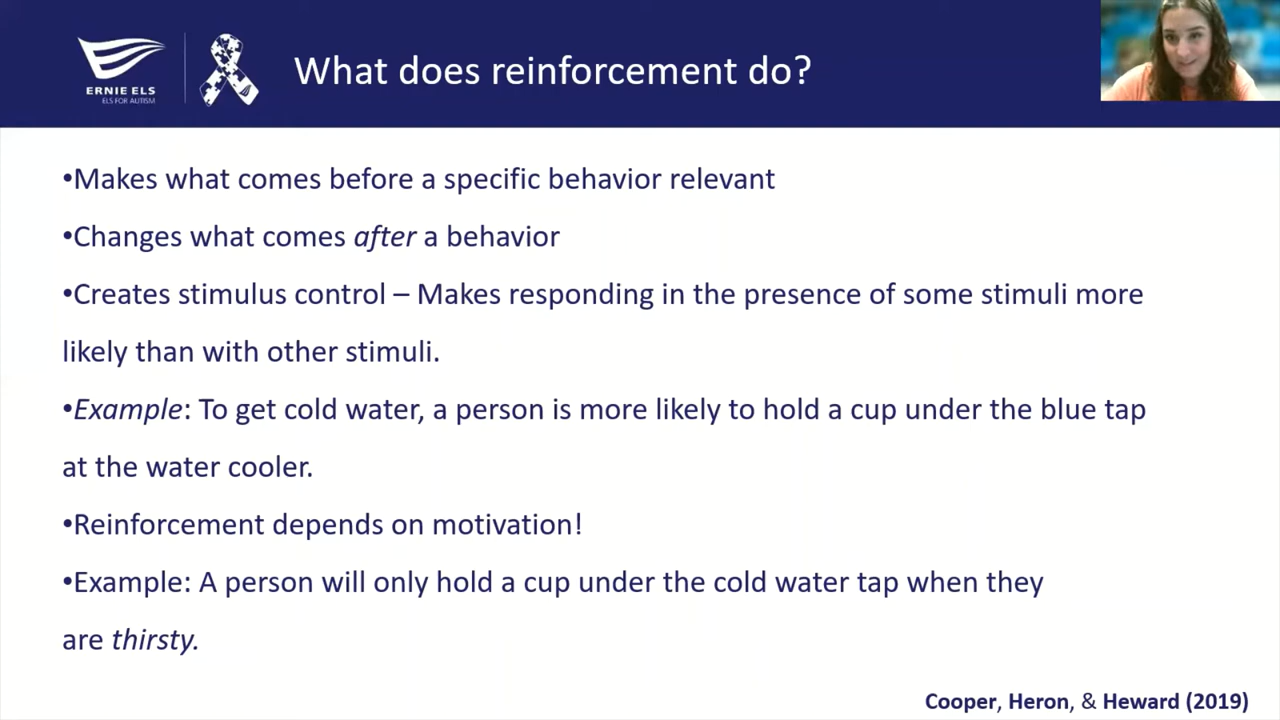 ERNIE ELS
ELS FOR AUTISM
What does reinforcement do?
•Makes what comes before a specific behavior relevant
•Changes what comes after a behavior
•Creates stimulus control – Makes responding in the presence of some stimuli more
likely than with other stimuli.
•Example: To get cold water, a person is more likely to hold a cup under the blue tap
at the water cooler.
•Reinforcement depends on motivation!
•Example: A person will only hold a cup under the cold water tap when they
are thirsty.
Cooper, Heron, & Heward (2019)